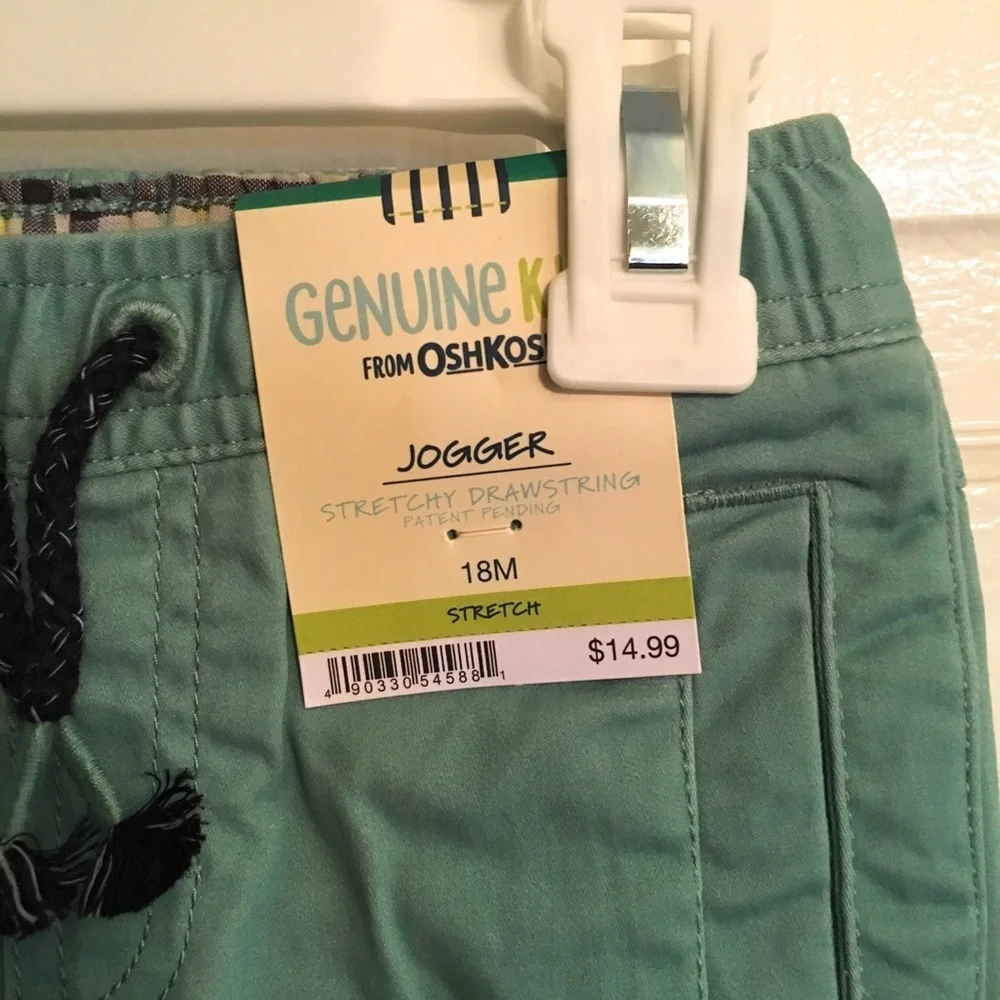 GENUINE K
FROM OSHKOS
JOGGER
STRETCHY DRAWSTRING
PATENT PENDING
18M
STRETCH
$14.99
4 90330 54588 1